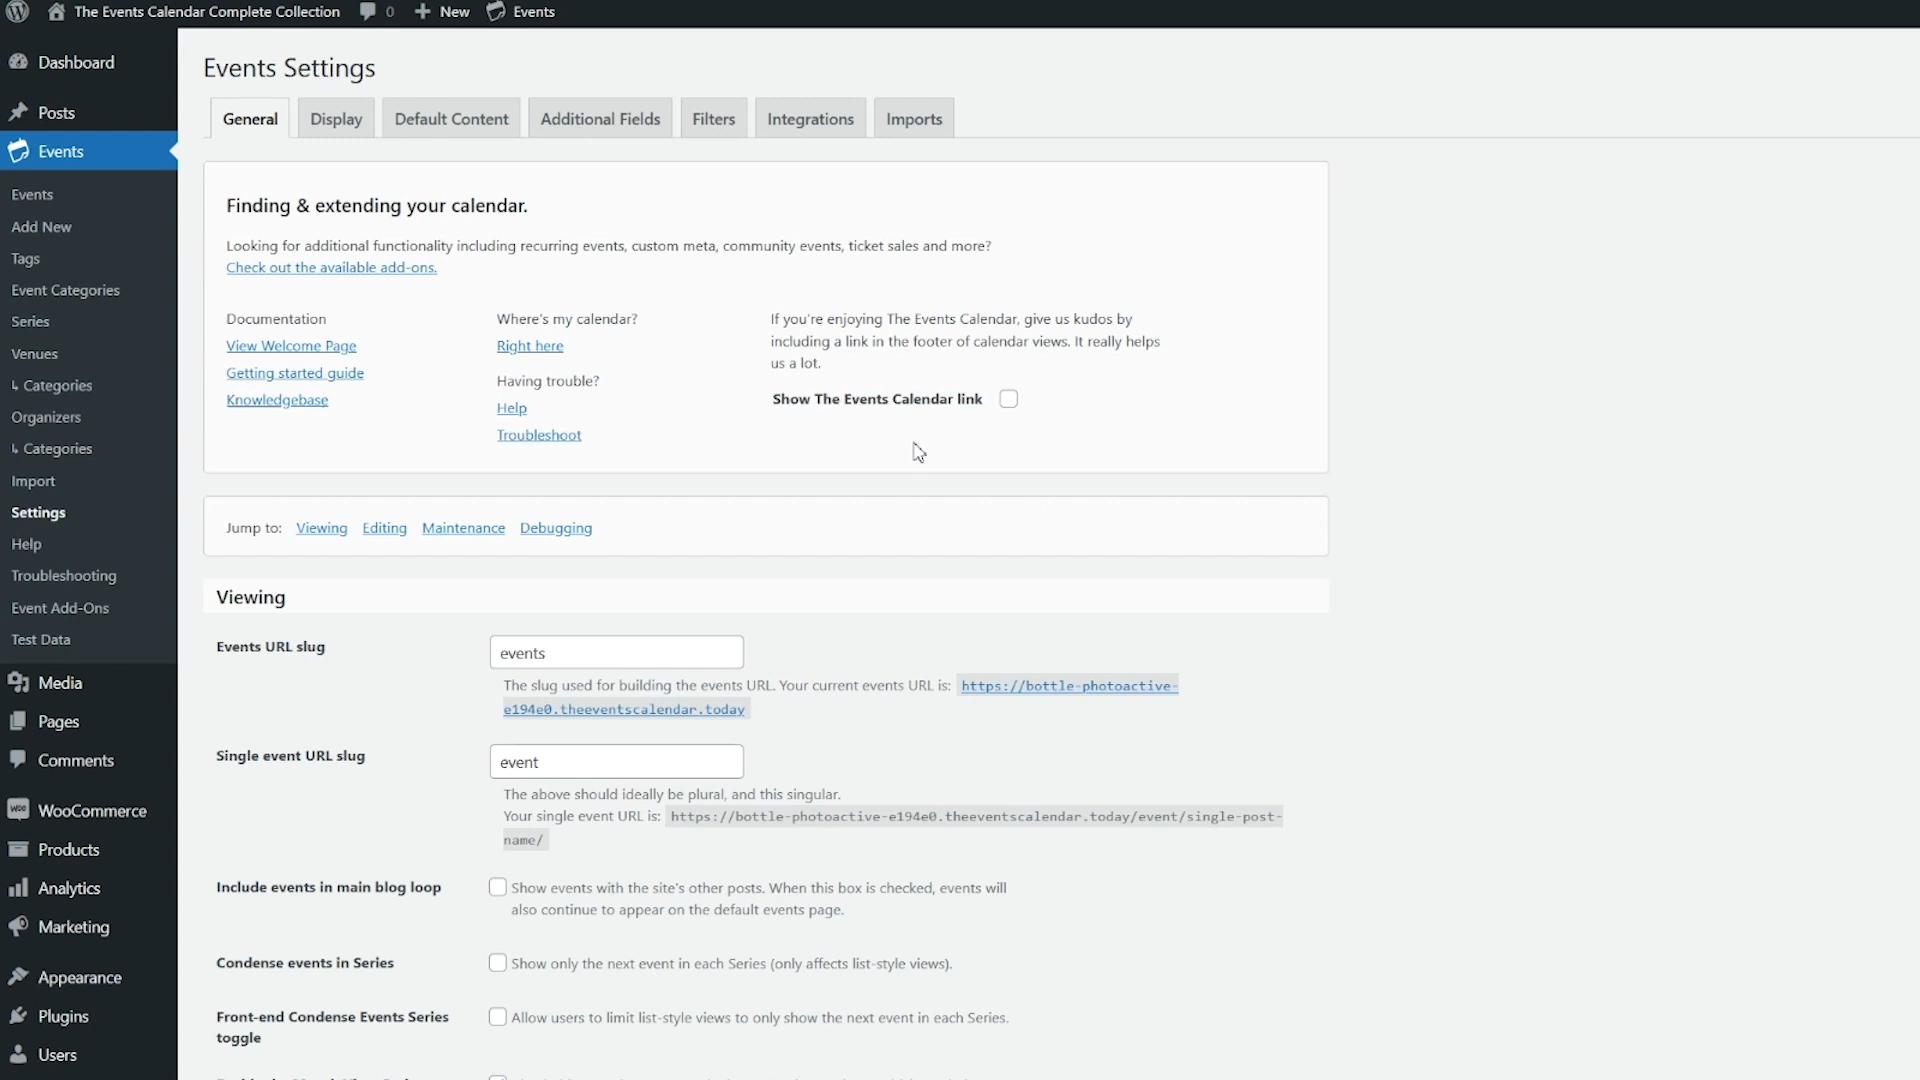 The Events Calendar Complete Collection 0 New Events
Dashboard
Posts
Events
Events
Add New
Tags
Event Categories
Series
Venues
↳ Categories
Organizers
↳ Categories
Import
Settings
Help
Troubleshooting
Event Add-Ons
Test Data
Media
Pages
Comments
WooCommerce
Products
Analytics
Marketing
Appearance
Plugins
Users
Events Settings
General Display Default Content Additional Fields Filters Integrations Imports
Finding & extending your calendar.
Looking for additional functionality including recurring events, custom meta, community events, ticket sales and more?
Check out the available add-ons.
Documentation
View Welcome Page
Getting started guide
Knowledgebase
Where's my calendar?
Right here
Having trouble?
Help
Troubleshoot
If you're enjoying The Events Calendar, give us kudos by
including a link in the footer of calendar views. It really helps
us a lot.
Show The Events Calendar link
Jump to: Viewing Editing Maintenance Debugging
Viewing
Events URL slug
events
The slug used for building the events URL. Your current events URL is: https://bottle-photoactive-
e194e0.theeventscalendar.today
Single event URL slug
event
The above should ideally be plural, and this singular.
Your single event URL is: https://bottle-photoactive-e194e0.theeventscalendar.today/event/single-post-
name/
Include events in main blog loop
Show events with the site's other posts. When this box is checked, events will
also continue to appear on the default events page.
Condense events in Series
Show only the next event in each Series (only affects list-style views).
Front-end Condense Events Series
toggle
Allow users to limit list-style views to only show the next event in each Series.